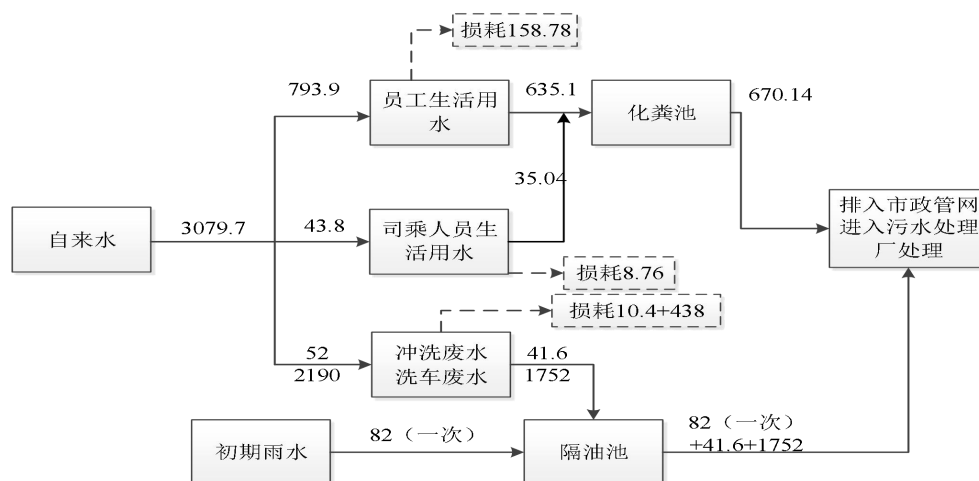 损耗158.78
793.9
员工生活用
水
635.1
化粪池
670.14
35.04
自来水
3079.7
43.8
司乘人员生
活用水
排入市政管网
进入污水处理
厂处理
损耗8.76
损耗10.4+438
52
2190
冲洗废水
洗车废水
41.6
1752
初期雨水
82（一次）
隔油池
82（一次）
+41.6+1752